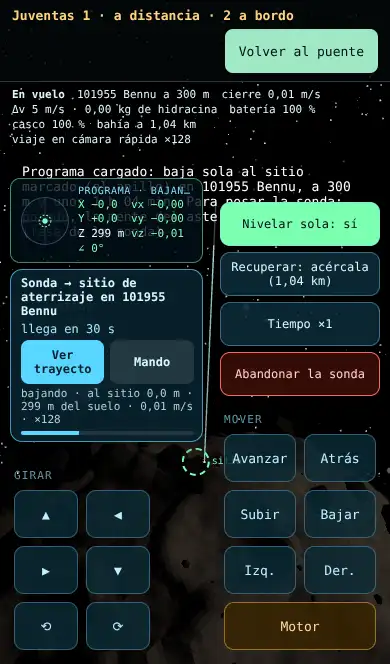 Juventas 1 · a distancia · 2 a bordo
Volver al puente
En vuelo 101955 Bennu a 300 m cierre 0,01 m/s
Δv 5 m/s · 0,00 kg de hidracina batería 100 %
casco 100 % · bahía a 1,04 km
viaje en cámara rápida ×128
Programa cargado: baja sola al sitio
en 101955 Bennu, a 300
PROGRAMA · BAJAN…
X −0,0 vx −0,00
Y +0,0 vy −0,00
Z 299 m vz −0,01
∠ 0°
Nivelar sola: sí
Recuperar: acércala
(1,04 km)
Tiempo ×1
Abandonar la sonda
Sonda → sitio de
aterrizaje en 101955
Bennu
llega en 30 s
Ver
trayecto
Mando
bajando · al sitio 0,0 m ·
299 m del suelo · 0,01 m/s
· ×128
MOVER
Avanzar
Atrás
GIRAR
▲
◀
Subir
Bajar
▶
▼
Izq.
Der.
⟲
⟳
Motor